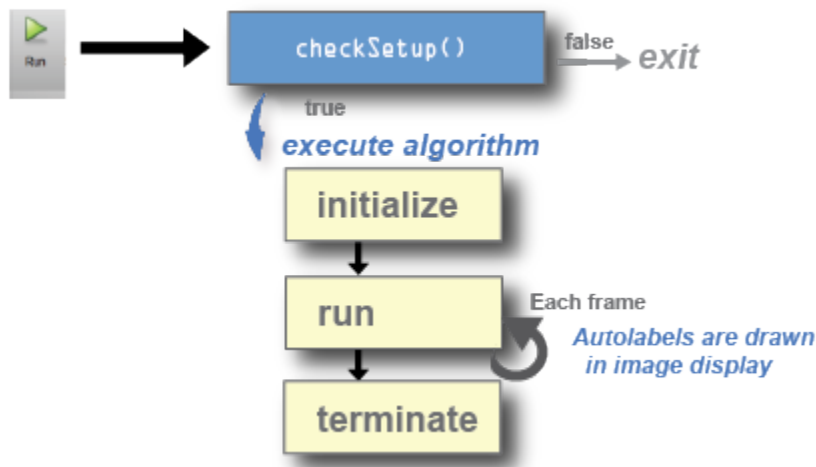 Run
checkSetup()
false
exit
true
execute algorithm
initialize
run
Each frame
Autolabels are drawn
in image display
terminate